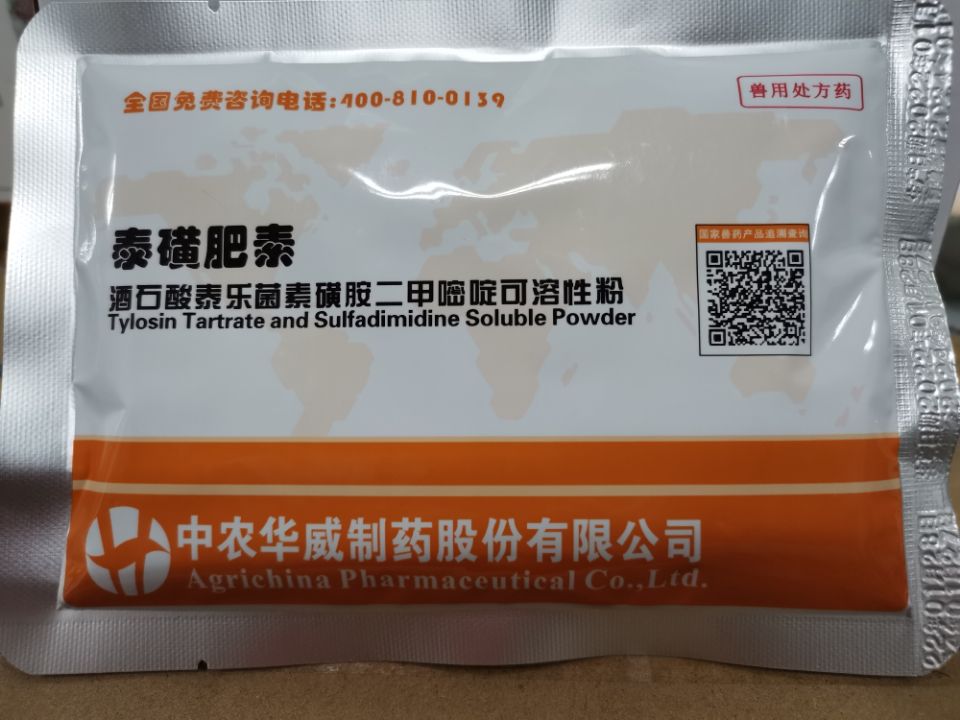 全国免费咨询电话:400-810-0139
兽用处方药
国家兽药产品追溯查询
泰磺肥泰
酒石酸泰乐菌素磺胺二甲嘧啶可溶性粉
Tylosin Tartrate and Sulfadimidine Soluble Powder
中农华威制药股份有限公司
Agrichina Pharmaceutical Co.,Ltd.